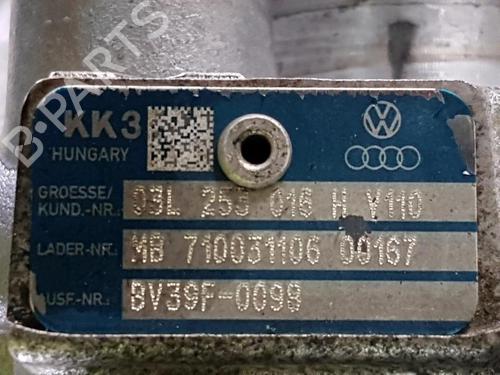 B-PARTS
KK3
HUNGARY
GROESSE/
KUND.-NR.: 03L 253 016 H Y110
LADER-NR.: MB 710031106 00167
AUSF.-NR.: BV39F-0098